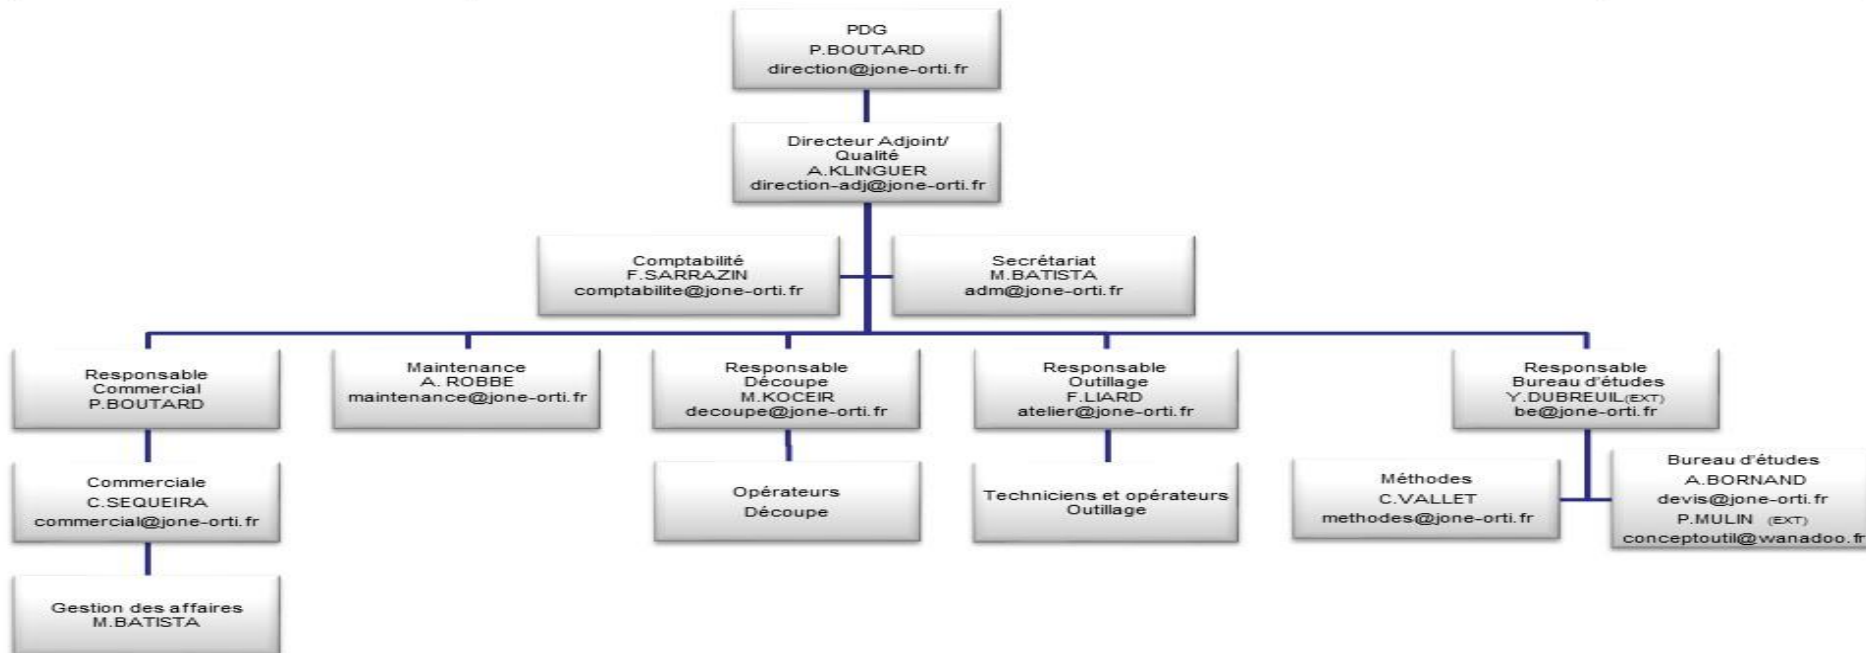 PDG
P.BOUTARD
direction@jone-orti.fr
Directeur Adjoint/
Qualité
A.KLINGUER
direction-adj@jone-orti.fr
Comptabilité
F.SARRAZIN
comptabilite@jone-orti.fr
Secrétariat
M.BATISTA
adm@jone-orti.fr
Responsable
Commercial
P.BOUTARD
Maintenance
A. ROBBE
maintenance@jone-orti.fr
Responsable
Découpe
M.KOCEIR
decoupe@jone-orti.fr
Responsable
Outillage
F.LIARD
atelier@jone-orti.fr
Responsable
Bureau d'études
Y.DUBREUIL(EXT)
be@jone-orti.fr
Commerciale
C.SEQUEIRA
commercial@jone-orti.fr
Opérateurs
Découpe
Techniciens et opérateurs
Outillage
Méthodes
C.VALLET
methodes@jone-orti.fr
Bureau d'études
A.BORNAND
devis@jone-orti.fr
P.MULIN (EXT)
conceptoutil@wanadoo.fr
Gestion des affaires
M.BATISTA